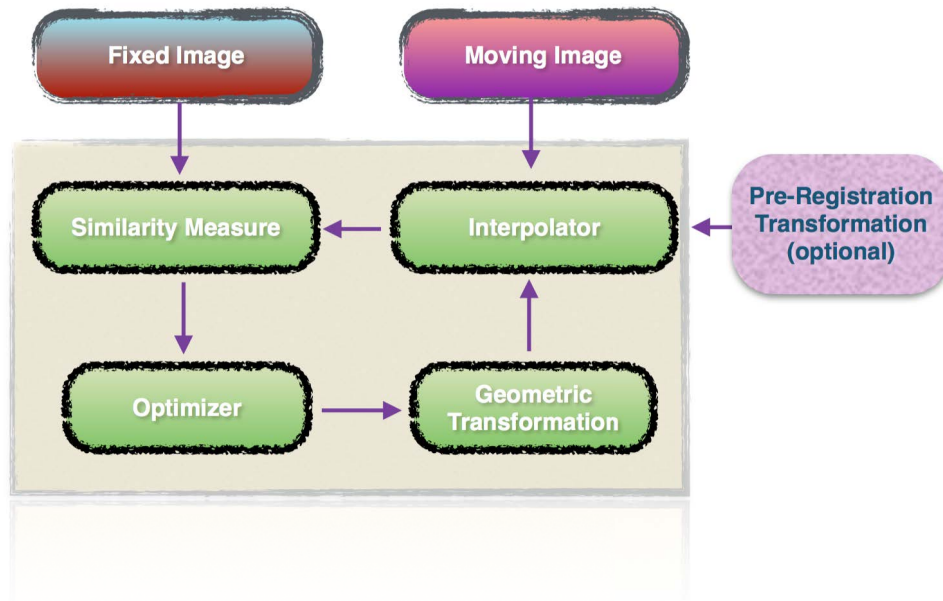 Fixed Image
Moving Image
Similarity Measure
Interpolator
Pre-Registration
Transformation
(optional)
Optimizer
Geometric
Transformation